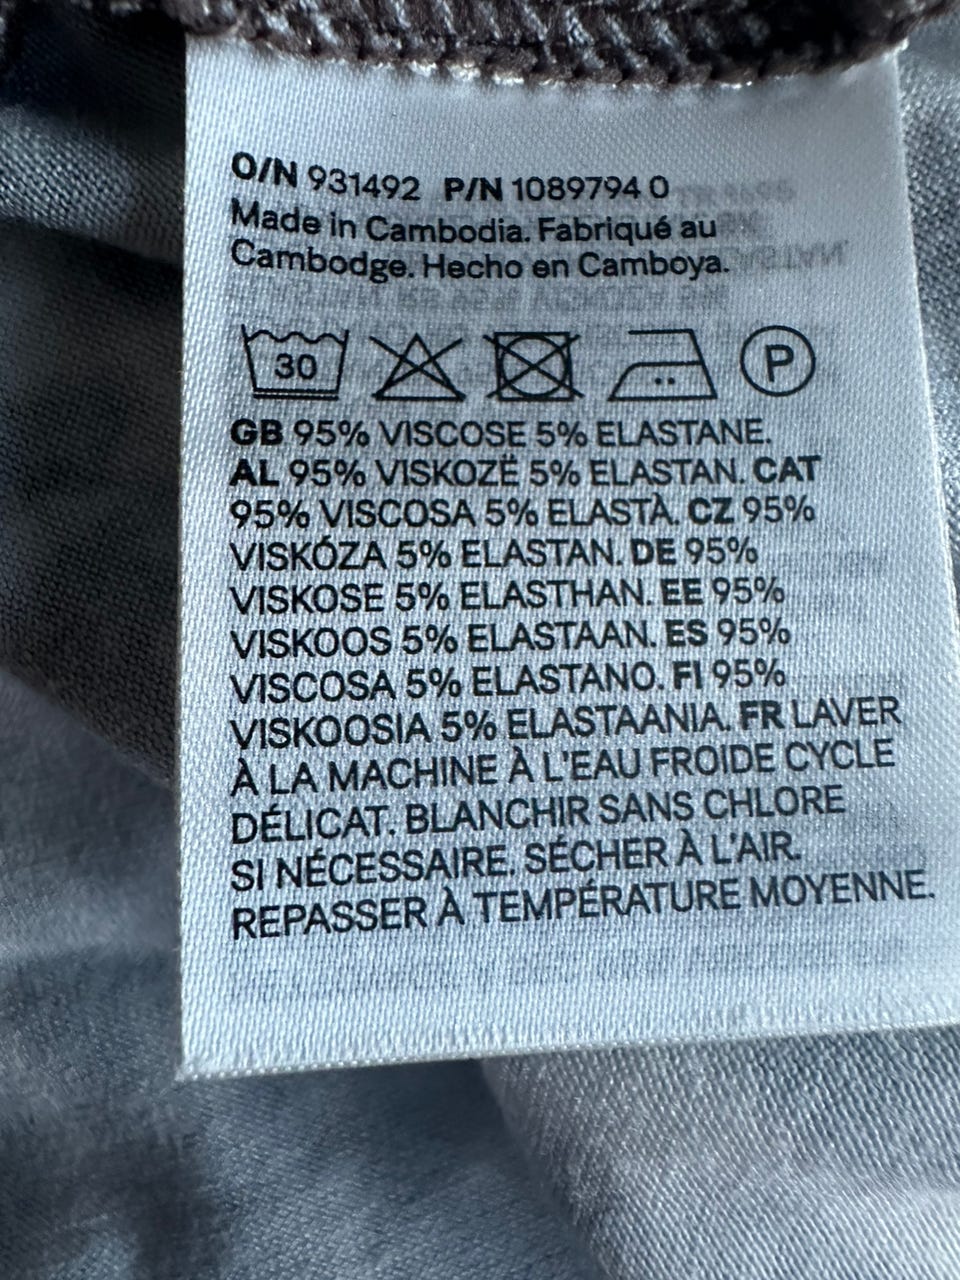 O/N 931492 P/N 1089794 0
Made in Cambodia. Fabriqué au
Cambodge. Hecho en Camboya.
30 P
GB 95% VISCOSE 5% ELASTANE.
AL 95% VISKOZË 5% ELASTAN. CAT
95% VISCOSA 5% ELASTÀ. CZ 95%
VISKÓZA 5% ELASTAN. DE 95%
VISKOSE 5% ELASTHAN. EE 95%
VISKOOS 5% ELASTAAN. ES 95%
VISCOSA 5% ELASTANO. FI 95%
VISKOOSIA 5% ELASTAANIA. FR LAVER
À LA MACHINE À L'EAU FROIDE CYCLE
DÉLICAT. BLANCHIR SANS CHLORE
SI NÉCESSAIRE. SÉCHER À L'AIR.
REPASSER À TEMPÉRATURE MOYENNE.